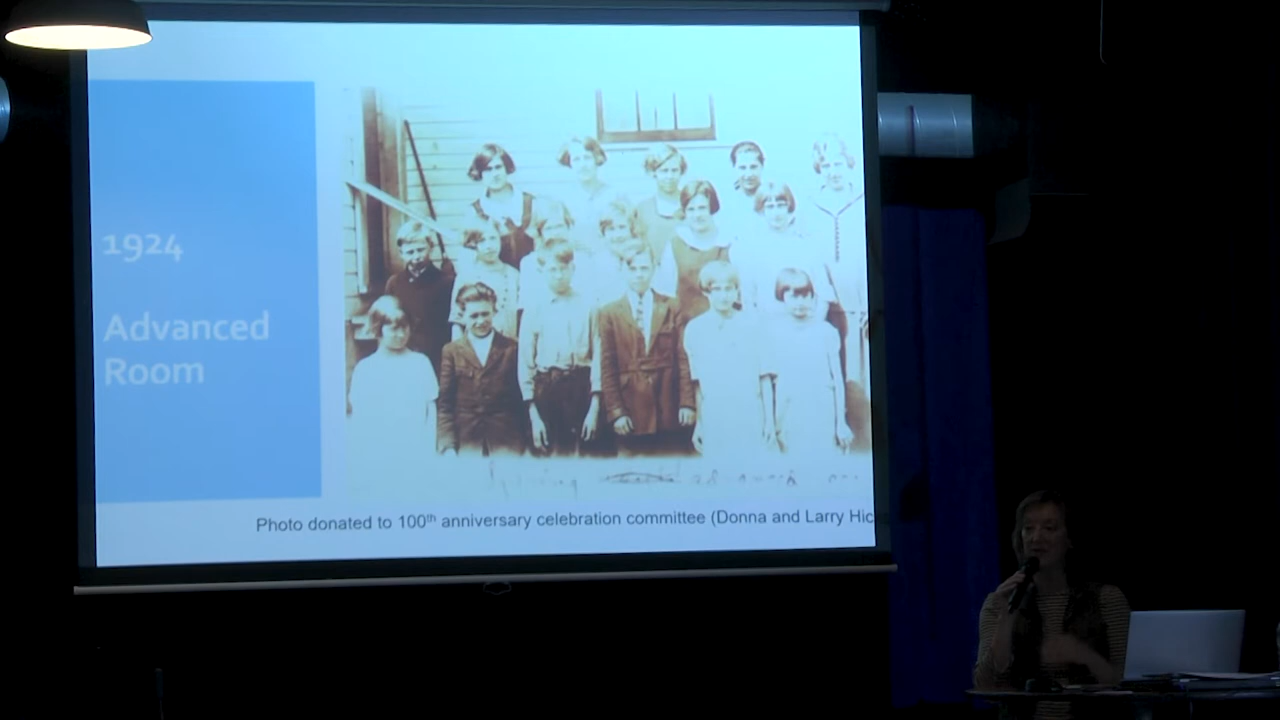 1924
Advanced
Room
Photo donated to 100th anniversary celebration committee (Donna and Larry Hic